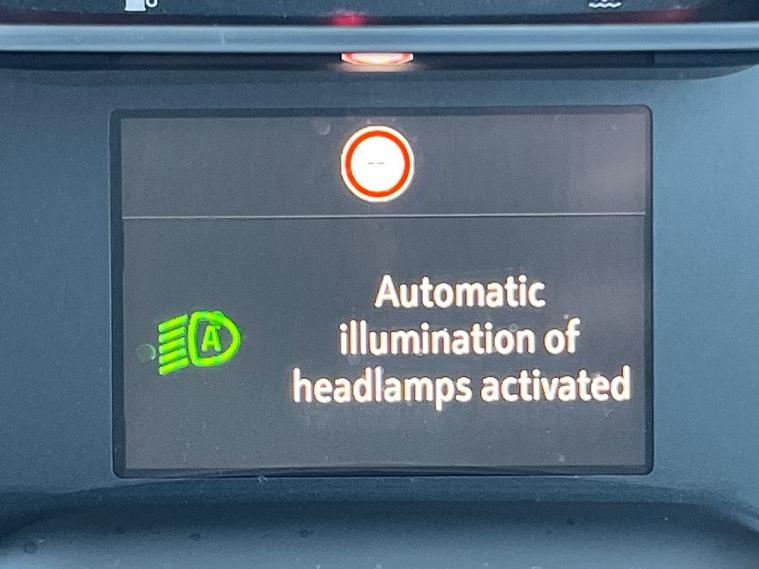 --
A
Automatic
illumination of
headlamps activated